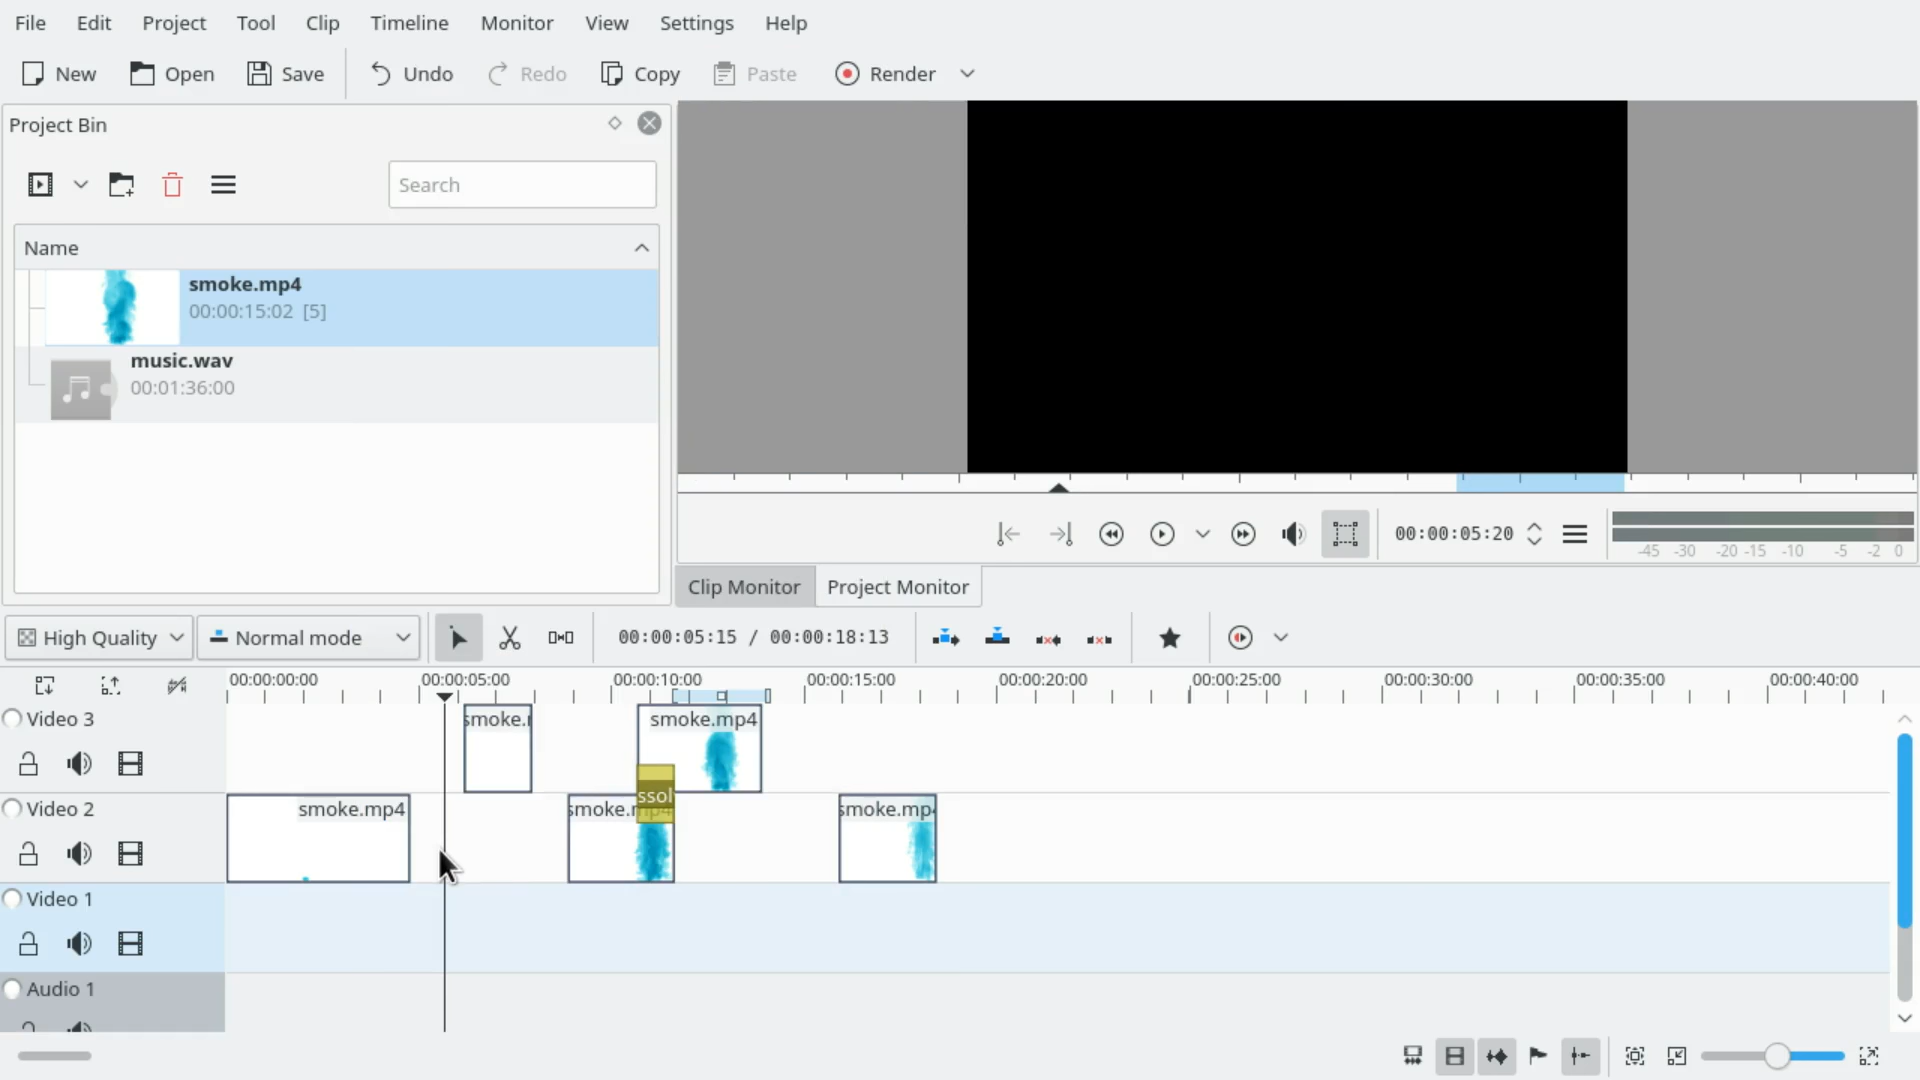 File Edit Project Tool Clip Timeline Monitor View Settings Help
New Open Save Undo Redo Copy Paste Render
Project Bin
Search
Name
smoke.mp4
00:00:15:02 [5]
music.wav
00:01:36:00
00:00:05:20
-45 -30 -20 -15 -10 -5 -2 0
Clip Monitor Project Monitor
High Quality Normal mode 00:00:05:15 / 00:00:18:13
00:00:00:00 00:00:05:00 00:00:10:00 00:00:15:00 00:00:20:00 00:00:25:00 00:00:30:00 00:00:35:00 00:00:40:00
Video 3 smoke. smoke.mp4
ssol
Video 2 smoke.mp4 smoke.mp4 smoke.mp4
Video 1
Audio 1